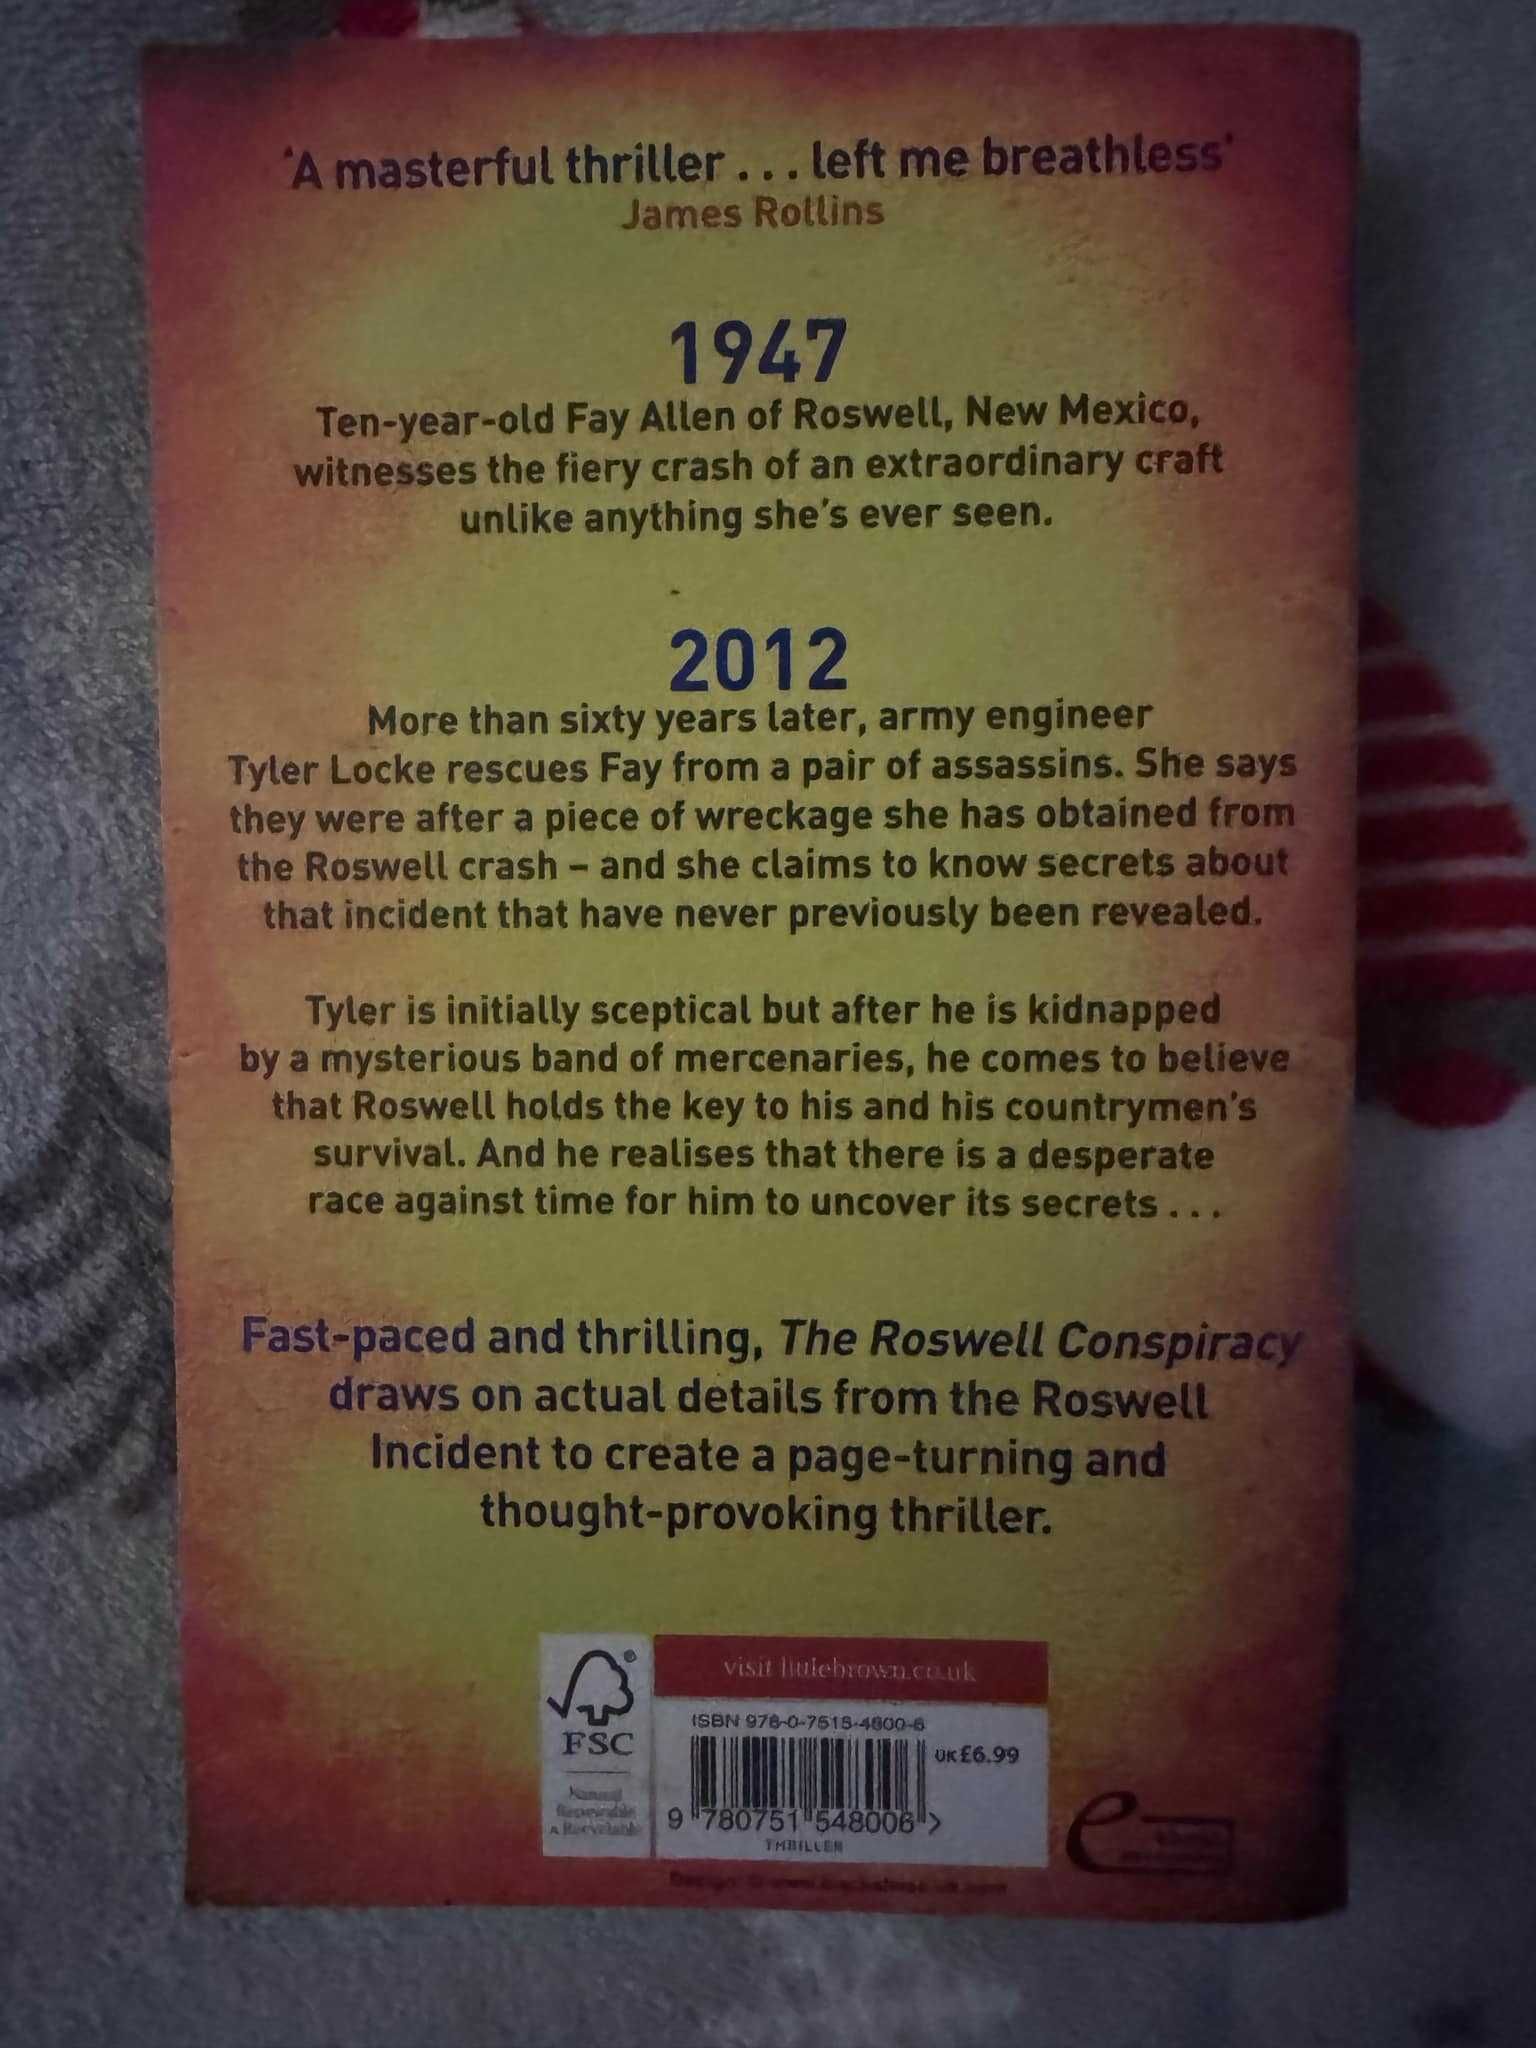 ‘A masterful thriller . . . left me breathless’
James Rollins
1947
Ten-year-old Fay Allen of Roswell, New Mexico,
witnesses the fiery crash of an extraordinary craft
unlike anything she’s ever seen.
2012
More than sixty years later, army engineer
Tyler Locke rescues Fay from a pair of assassins. She says
they were after a piece of wreckage she has obtained from
the Roswell crash – and she claims to know secrets about
that incident that have never previously been revealed.
Tyler is initially sceptical but after he is kidnapped
by a mysterious band of mercenaries, he comes to believe
that Roswell holds the key to his and his countrymen’s
survival. And he realises that there is a desperate
race against time for him to uncover its secrets . . .
Fast-paced and thrilling, The Roswell Conspiracy
draws on actual details from the Roswell
Incident to create a page-turning and
thought-provoking thriller.
visit littlebrown.co.uk
®
FSC
ISBN 978-0-7515-4800-6
UK £6.99
9 780751 548006 >
THRILLER
e